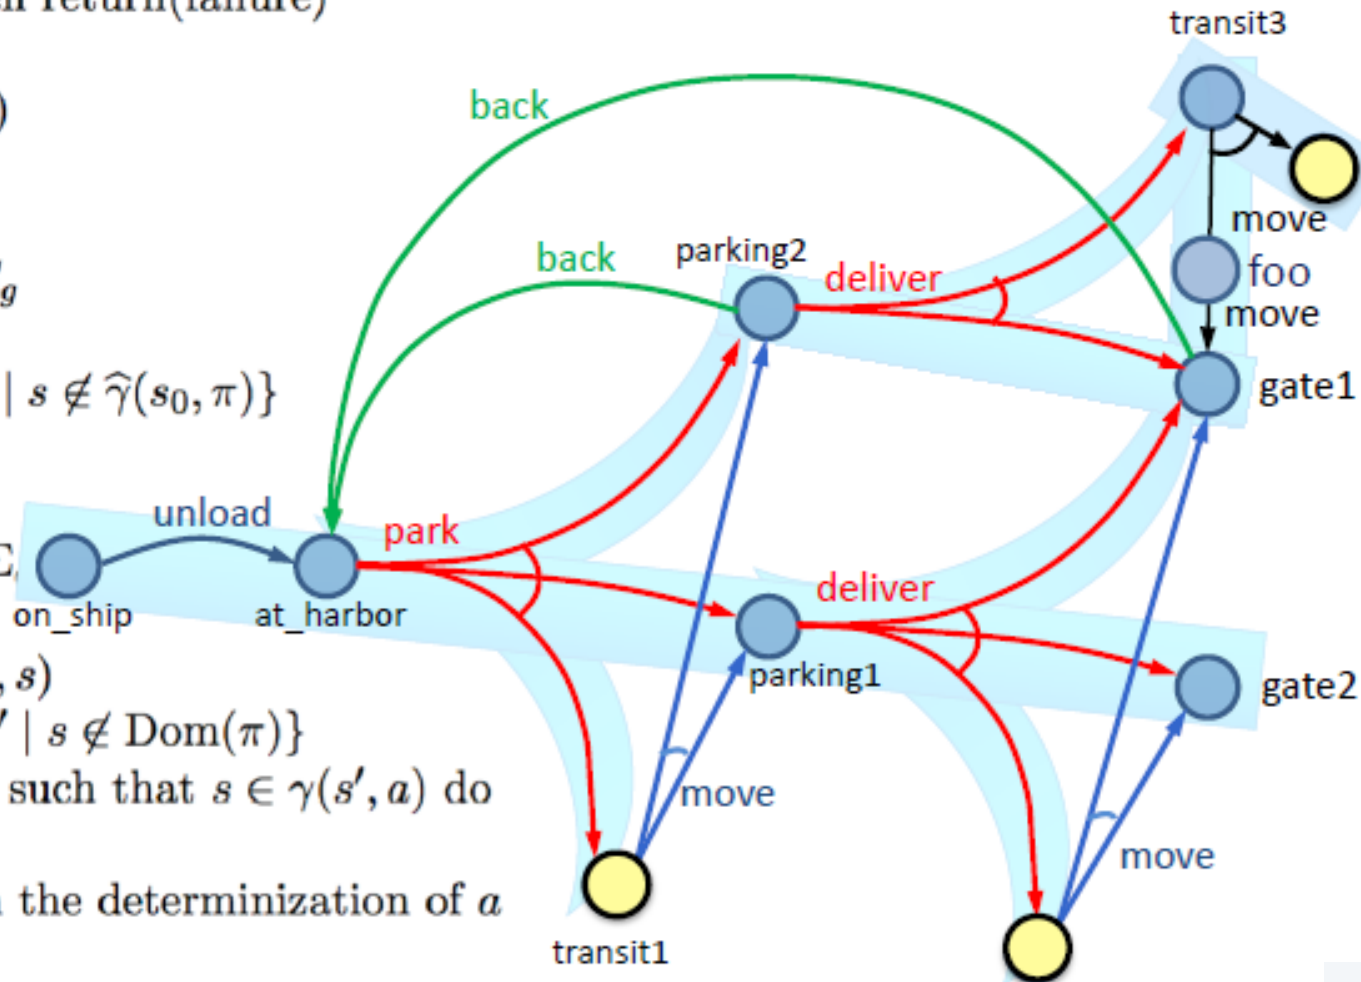 return(failure)
)
g
| s ∉ γ̂(s₀, π)}
, s)
′ | s ∉ Dom(π)}
such that s ∈ γ(s′, a) do
the determinization of a
transit3
back
move
parking2
back
deliver
foo
move
gate1
unload
park
on_ship
at_harbor
deliver
parking1
gate2
move
move
transit1